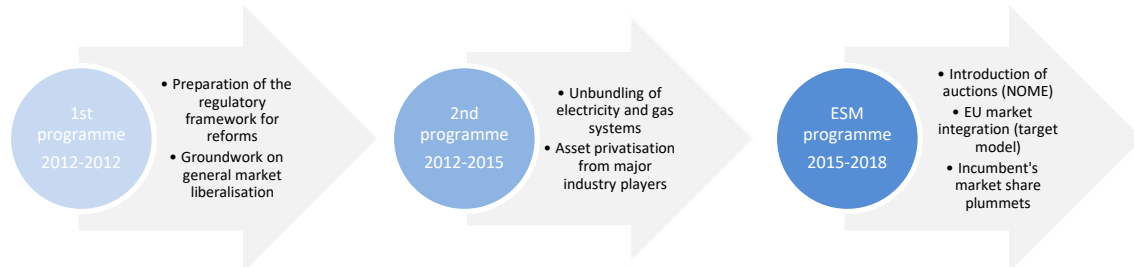 1st
programme
2012-2012
• Preparation of the
regulatory
framework for
reforms
• Groundwork on
general market
liberalisation
2nd
programme
2012-2015
• Unbundling of
electricity and gas
systems
• Asset privatisation
from major
industry players
ESM
programme
2015-2018
• Introduction of
auctions (NOME)
• EU market
integration (target
model)
• Incumbent's
market share
plummets